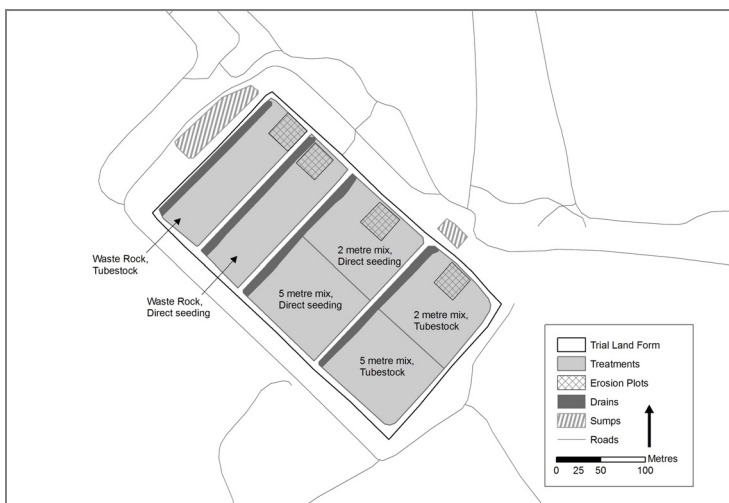 Waste Rock,
Tubestock
Waste Rock,
Direct seeding
2 metre mix,
Direct seeding
5 metre mix,
Direct seeding
2 metre mix,
Tubestock
5 metre mix,
Tubestock
Trial Land Form
Treatments
Erosion Plots
Drains
Sumps
Roads
Metres
0 25 50 100